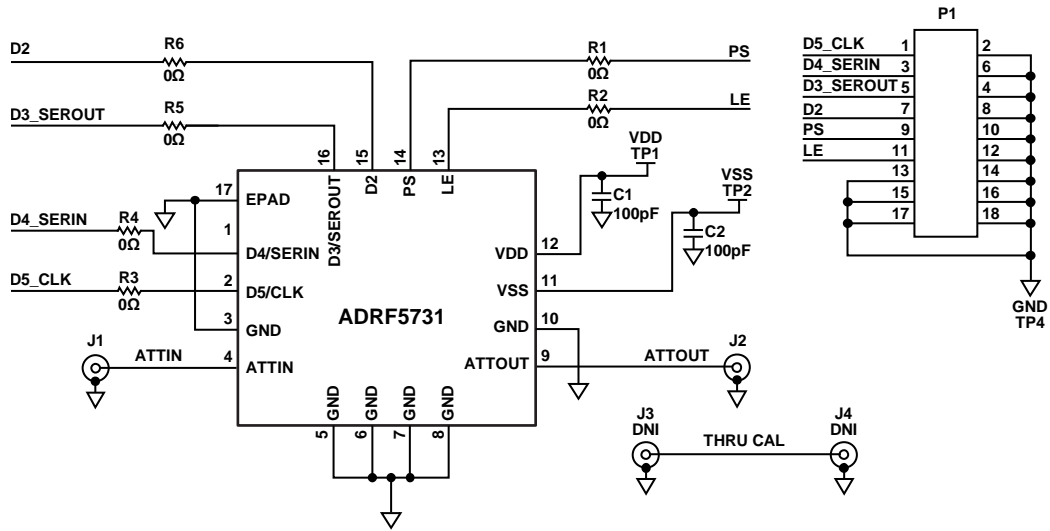 D2
R6
0Ω
D3_SEROUT
R5
0Ω
R1
0Ω
PS
R2
0Ω
LE
16
15
14
13
D3/SEROUT
D2
PS
LE
17
EPAD
D4_SERIN
R4
0Ω
1
D4/SERIN
D5_CLK
R3
0Ω
2
D5/CLK
3
GND
J1
ATTIN
4
ATTIN
ADRF5731
VDD
TP1
C1
100pF
VSS
TP2
C2
100pF
12
VDD
11
VSS
10
GND
9
ATTOUT
ATTOUT
J2
GND
GND
GND
GND
5
6
7
8
J3
DNI
THRU CAL
J4
DNI
P1
D5_CLK 1 2
D4_SERIN 3 6
D3_SEROUT 5 4
D2 7 8
PS 9 10
LE 11 12
13 14
15 16
17 18
GND
TP4